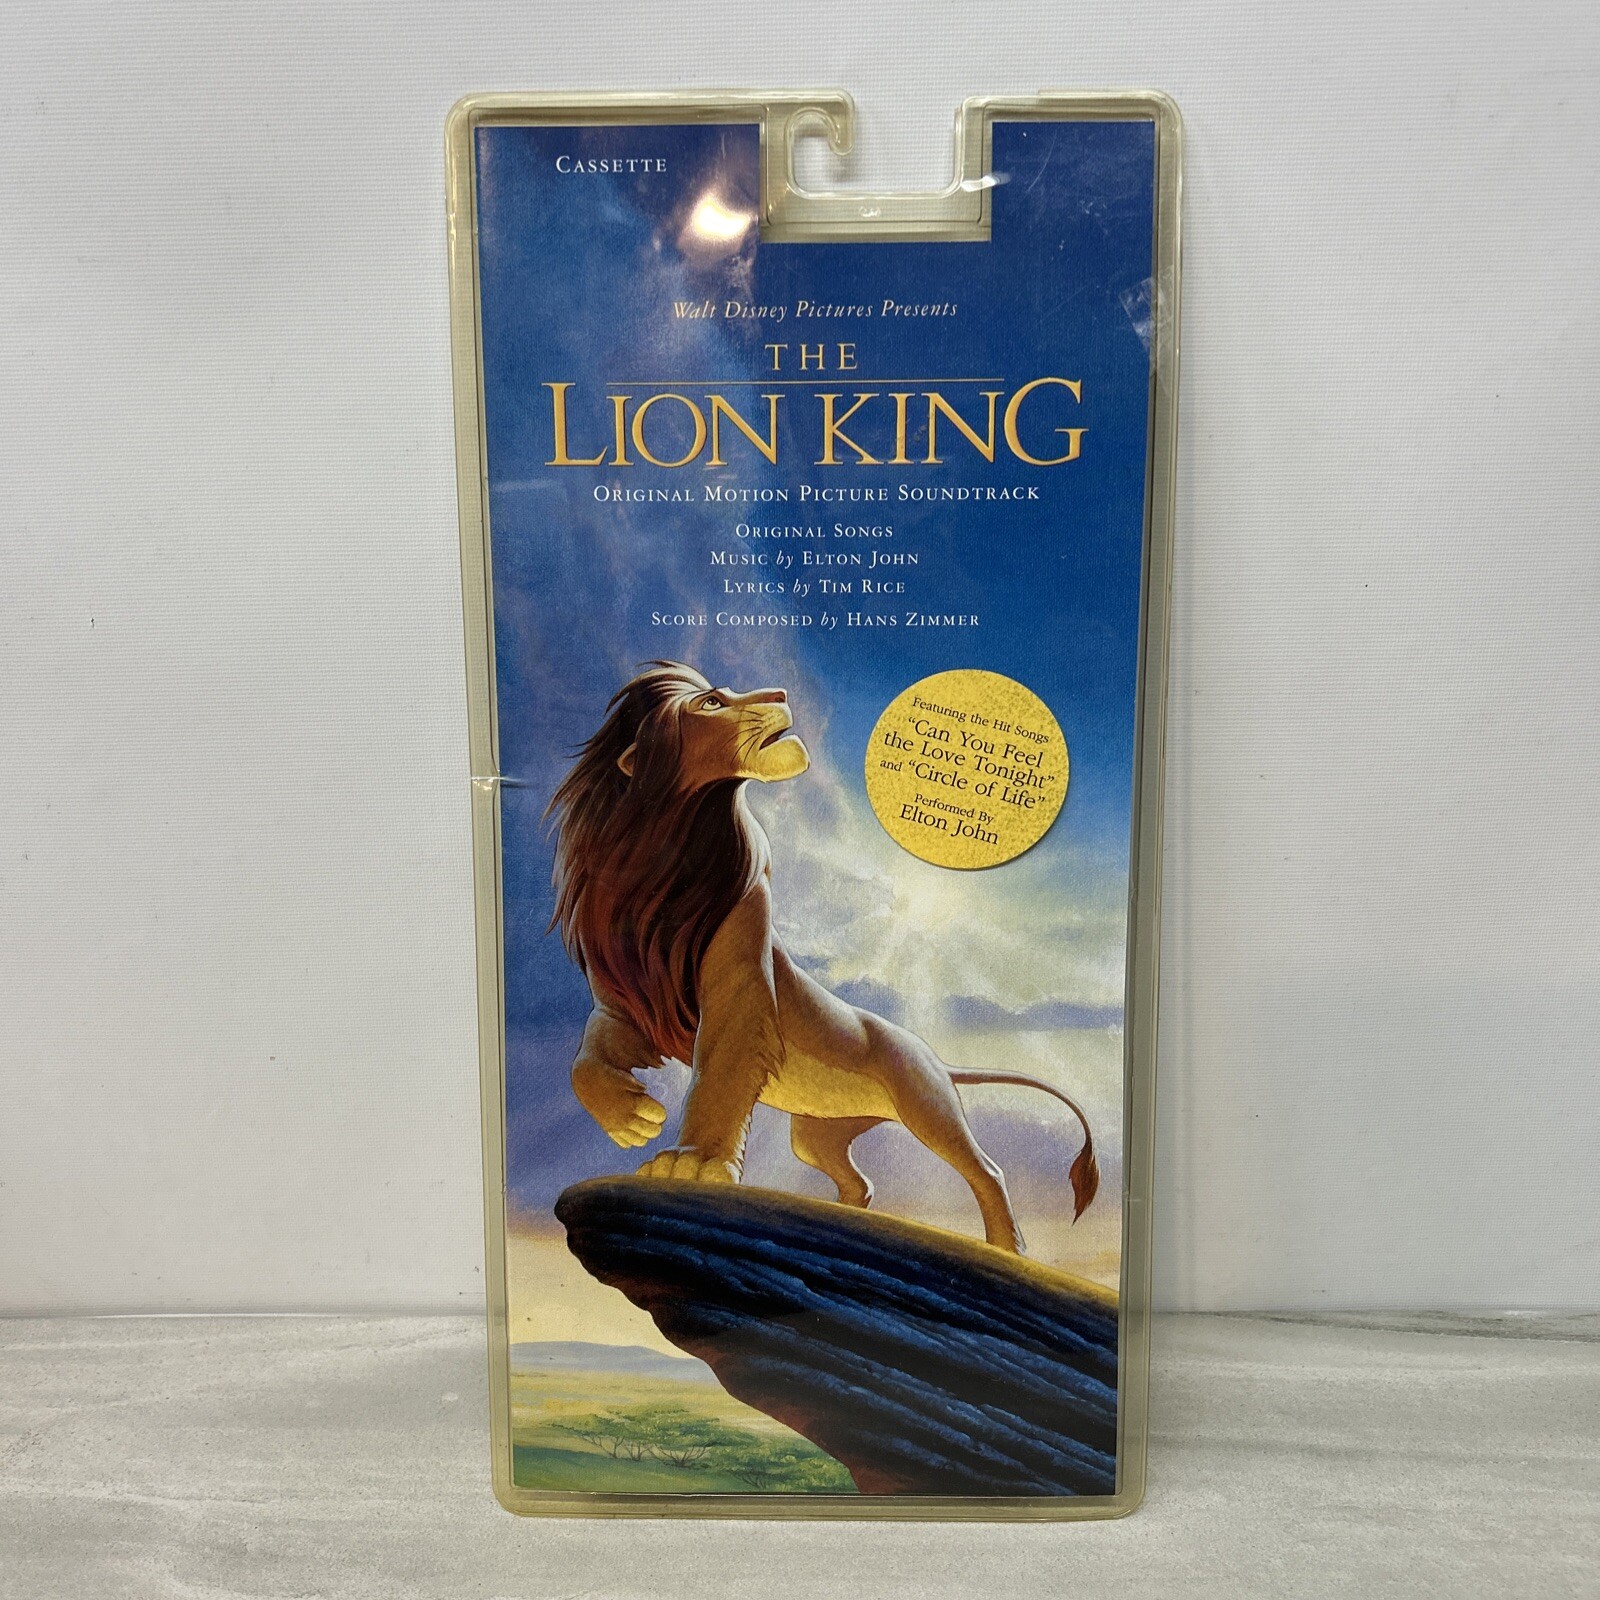 CASSETTE
Walt Disney Pictures Presents
THE
LION KING
ORIGINAL MOTION PICTURE SOUNDTRACK
ORIGINAL SONGS
MUSIC by ELTON JOHN
LYRICS by TIM RICE
SCORE COMPOSED by HANS ZIMMER
Featuring the Hit Songs
"Can You Feel
the Love Tonight"
and "Circle of Life"
Performed By
Elton John